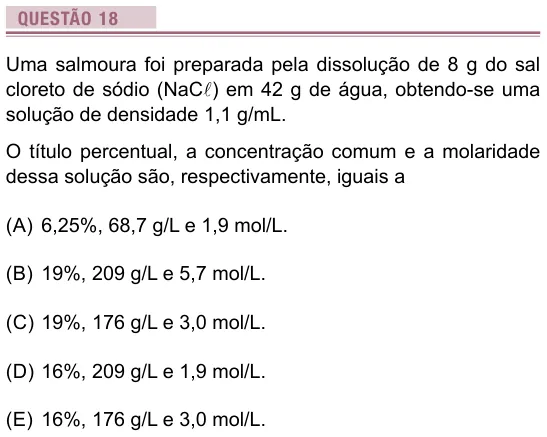 QUESTÃO 18
Uma salmoura foi preparada pela dissolução de 8 g do sal
cloreto de sódio (NaCℓ) em 42 g de água, obtendo-se uma
solução de densidade 1,1 g/mL.
O título percentual, a concentração comum e a molaridade
dessa solução são, respectivamente, iguais a
(A) 6,25%, 68,7 g/L e 1,9 mol/L.
(B) 19%, 209 g/L e 5,7 mol/L.
(C) 19%, 176 g/L e 3,0 mol/L.
(D) 16%, 209 g/L e 1,9 mol/L.
(E) 16%, 176 g/L e 3,0 mol/L.